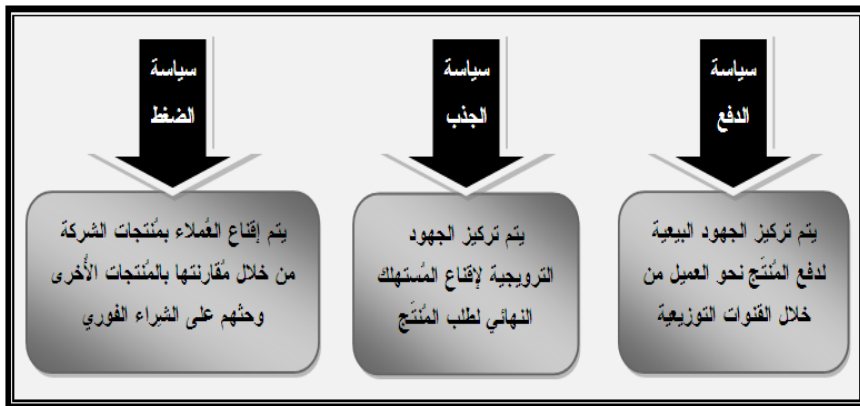 سياسة
الدفع
يتم تركيز الجهود البيعية
لدفع المُنتَج نحو العميل من
خلال القنوات التوزيعية
سياسة
الجذب
يتم تركيز الجهود
الترويجية لإقناع المُستهلك
النهائي لطلب المُنتَج
سياسة
الضغط
يتم إقناع العُملاء بمُنتجات الشركة
من خلال مُقارنتها بالمُنتجات الأُخرى
وحثهم على الشِراء الفوري